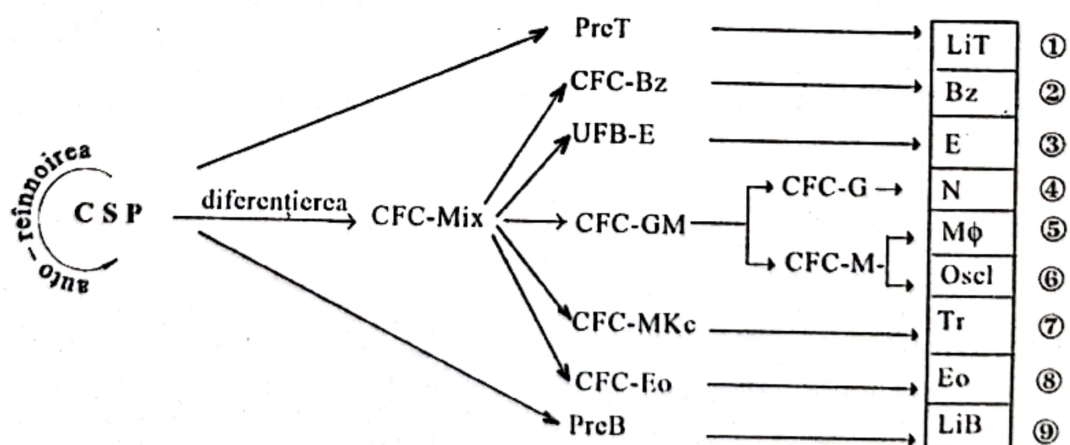 PreT LiT ①
CFC-Bz Bz ②
UFB-E E ③
auto-reînnoirea
CSP
diferențierea
CFC-Mix
CFC-GM
CFC-G N ④
Mϕ ⑤
CFC-M
Oscl ⑥
CFC-MKc Tr ⑦
CFC-Eo Eo ⑧
PreB LiB ⑨